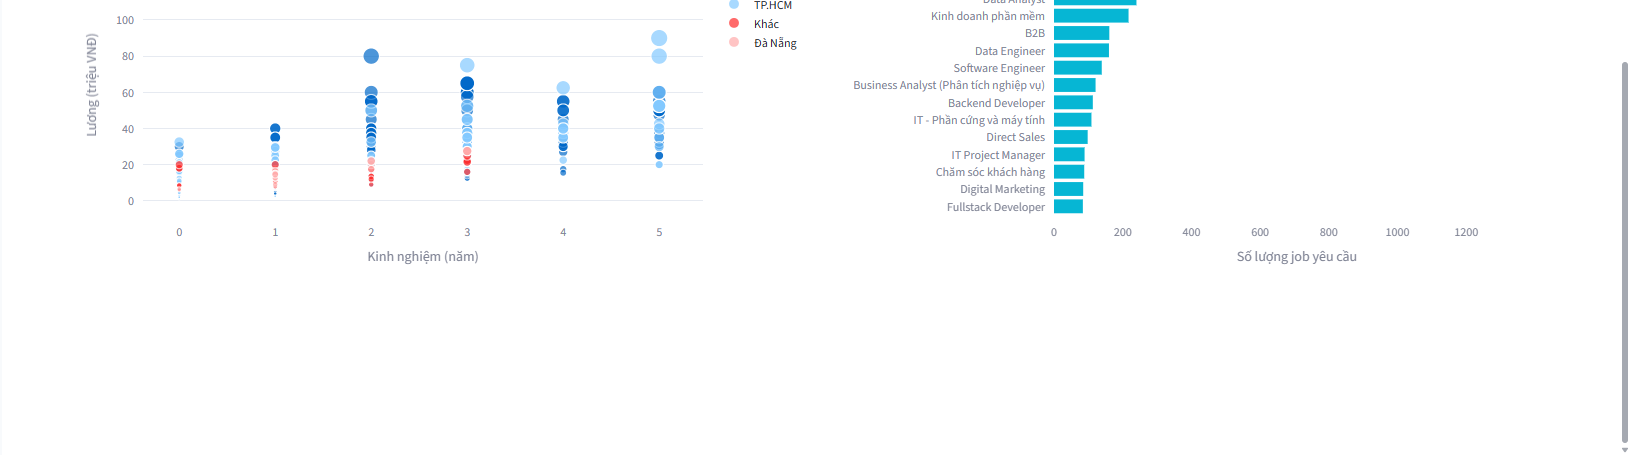 TP.HCM
Khác
Đà Nẵng
Lương (triệu VNĐ)
100
80
60
40
20
0
0 1 2 3 4 5
Kinh nghiệm (năm)
Data Analyst
Kinh doanh phần mềm
B2B
Data Engineer
Software Engineer
Business Analyst (Phân tích nghiệp vụ)
Backend Developer
IT - Phần cứng và máy tính
Direct Sales
IT Project Manager
Chăm sóc khách hàng
Digital Marketing
Fullstack Developer
0 200 400 600 800 1000 1200
Số lượng job yêu cầu